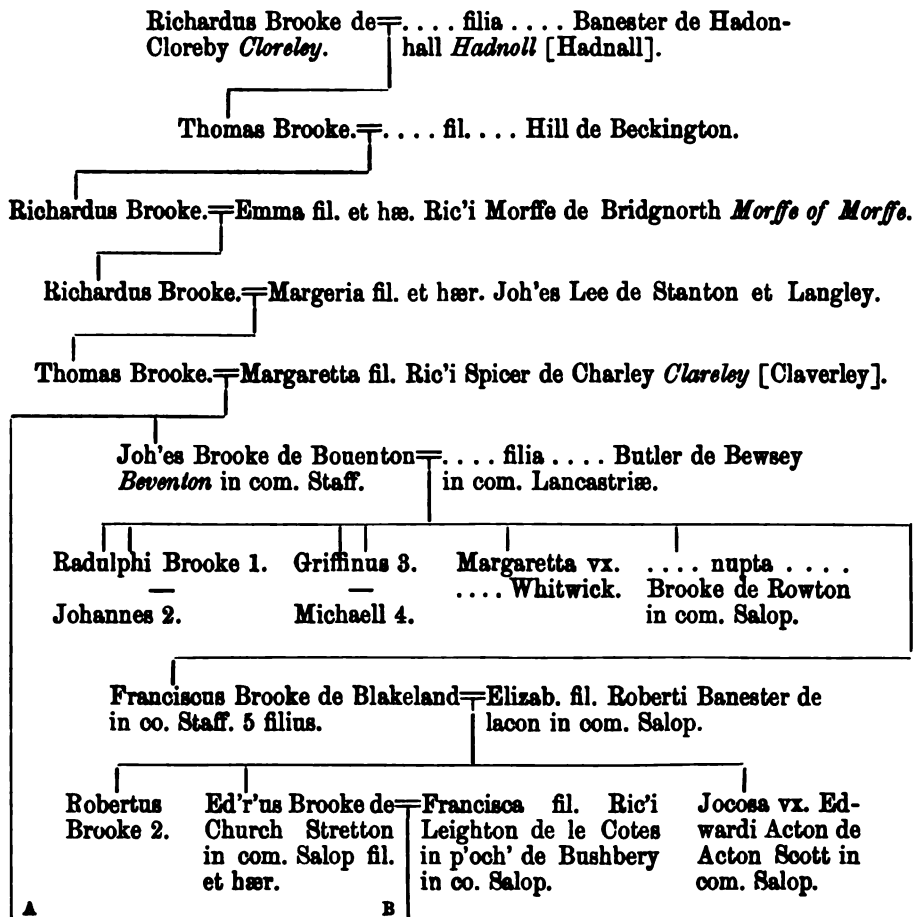 Richardus Brooke de . . . . filia . . . . Banester de Hadon-
Cloreby Cloreley. hall Hadnoll [Hadnall].
Thomas Brooke. . . . . fil. . . . Hill de Beckington.
Richardus Brooke. Emma fil. et hæ. Ric'i Morffe de Bridgnorth Morffe of Morffe.
Richardus Brooke. Margeria fil. et hær. Joh'es Lee de Stanton et Langley.
Thomas Brooke. Margaretta fil. Ric'i Spicer de Charley Clareley [Claverley].
Joh'es Brooke de Bouenton . . . . filia . . . . Butler de Bewsey
Beventon in com. Staff. in com. Lancastriæ.
Radulphi Brooke 1. Griffinus 3. Margaretta vx. . . . . nupta . . . .
. . . . Whitwick. Brooke de Rowton
Johannes 2. Michaell 4. in com. Salop.
Franciscus Brooke de Blakeland Elizab. fil. Roberti Banester de
in co. Staff. 5 filius. lacon in com. Salop.
Robertus Ed'r'us Brooke de Francisca fil. Ric'i Jocosa vx. Ed-
Brooke 2. Church Stretton Leighton de le Cotes wardi Acton de
in com. Salop fil. in p'och' de Bushbery Acton Scott in
et hær. in co. Salop. com. Salop.
A B